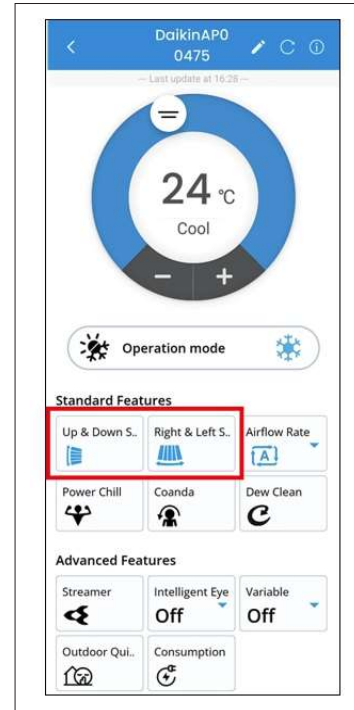 DaikinAP0
0475
— Last update at 16:28 —
24 °C
Cool
− +
Operation mode
Standard Features
Up & Down S.. Right & Left S.. Airflow Rate
A
Power Chill Coanda Dew Clean
Advanced Features
Streamer Intelligent Eye Variable
Off Off
Outdoor Qui.. Consumption